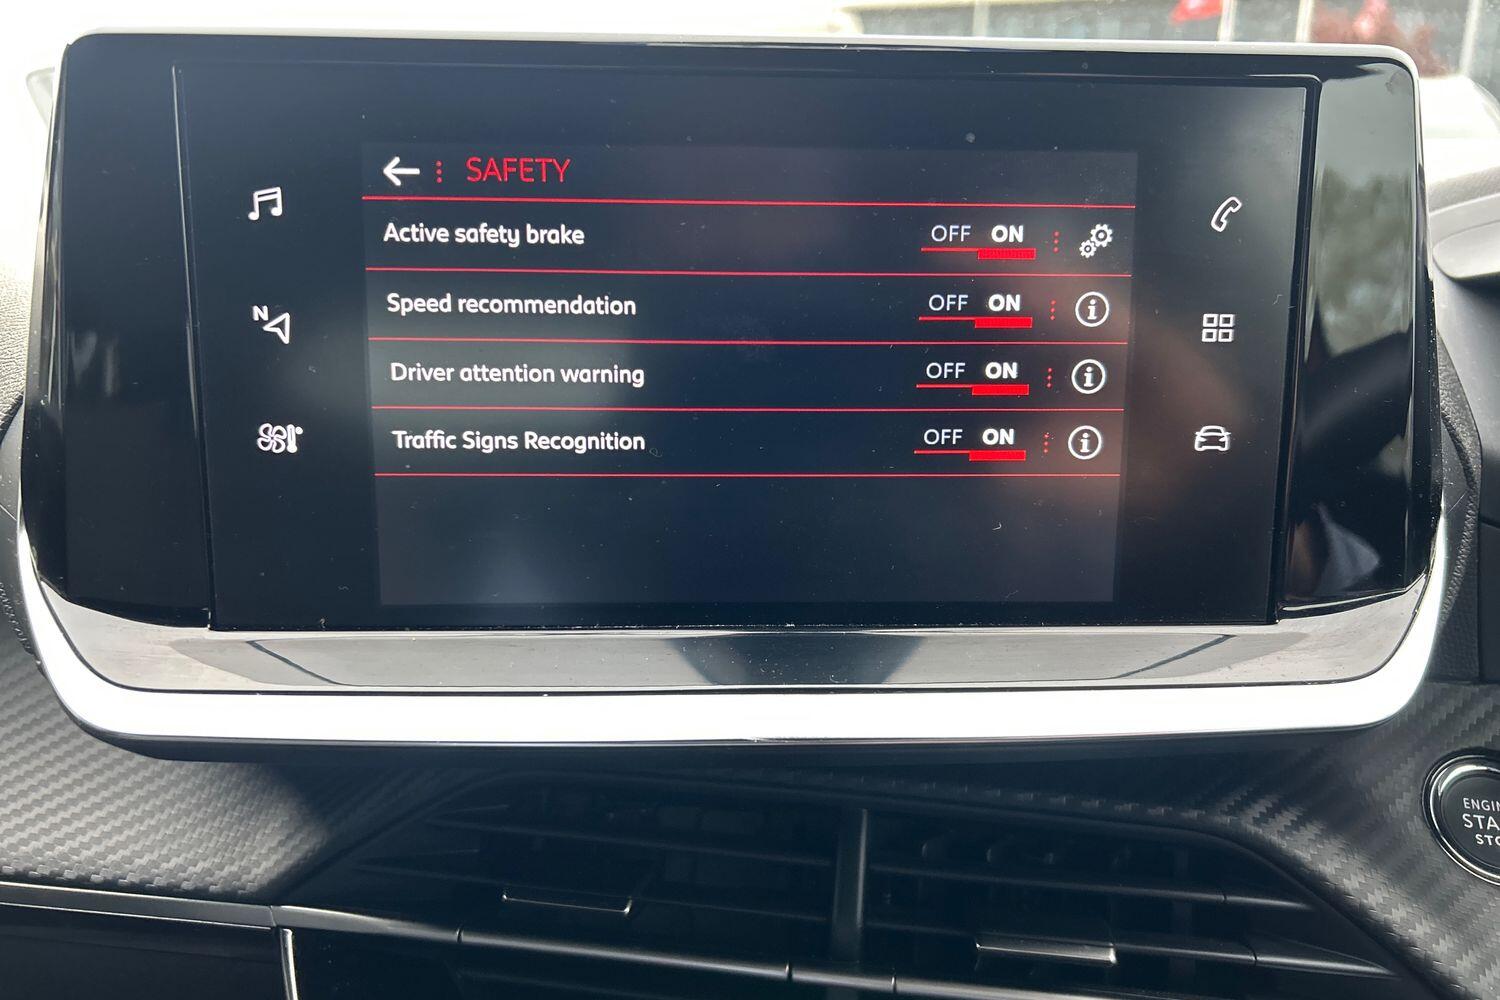 SAFETY
Active safety brake OFF ON
Speed recommendation OFF ON
Driver attention warning OFF ON
Traffic Signs Recognition OFF ON
N